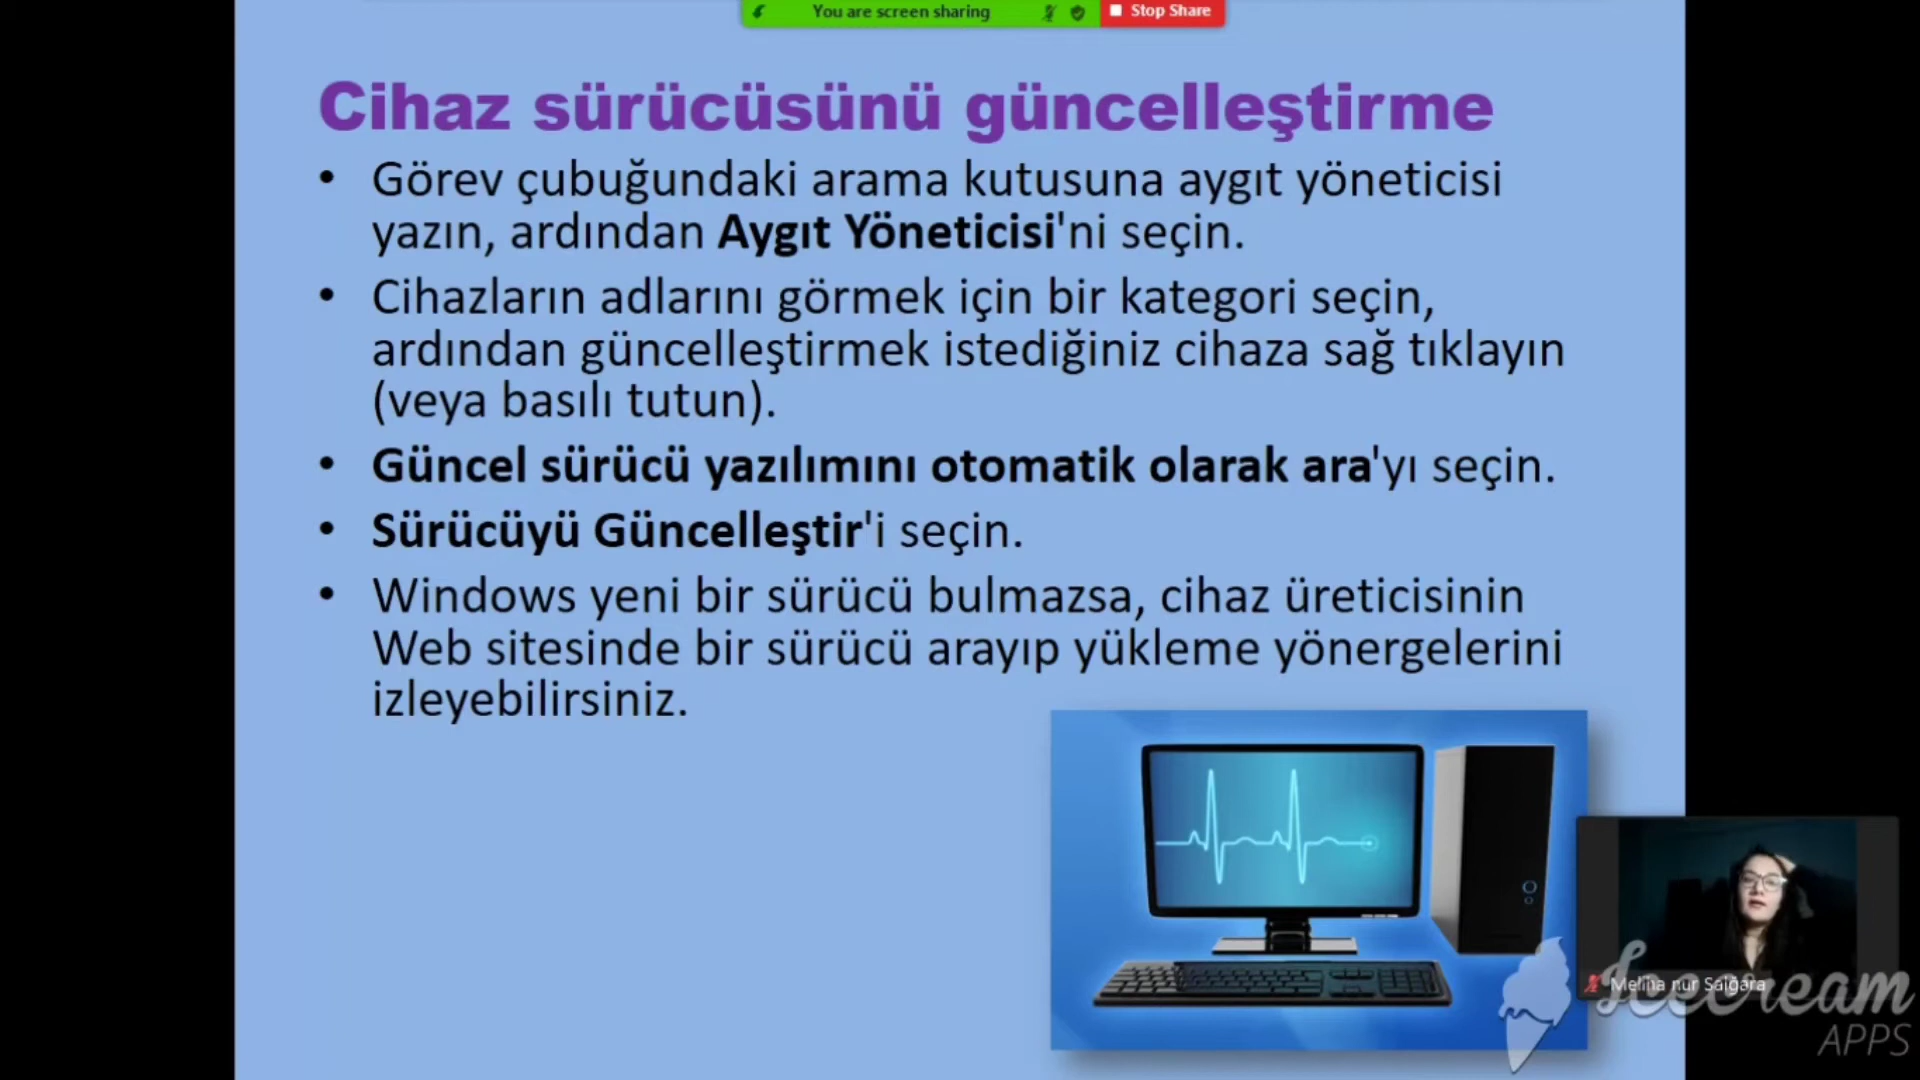 You are screen sharing
Stop Share
Cihaz sürücüsünü güncelleştirme
• Görev çubuğundaki arama kutusuna aygıt yöneticisi
yazın, ardından Aygıt Yöneticisi'ni seçin.
• Cihazların adlarını görmek için bir kategori seçin,
ardından güncelleştirmek istediğiniz cihaza sağ tıklayın
(veya basılı tutun).
• Güncel sürücü yazılımını otomatik olarak ara'yı seçin.
• Sürücüyü Güncelleştir'i seçin.
• Windows yeni bir sürücü bulmazsa, cihaz üreticisinin
Web sitesinde bir sürücü arayıp yükleme yönergelerini
izleyebilirsiniz.
Meliha nur Salğara
Icecream
APPS